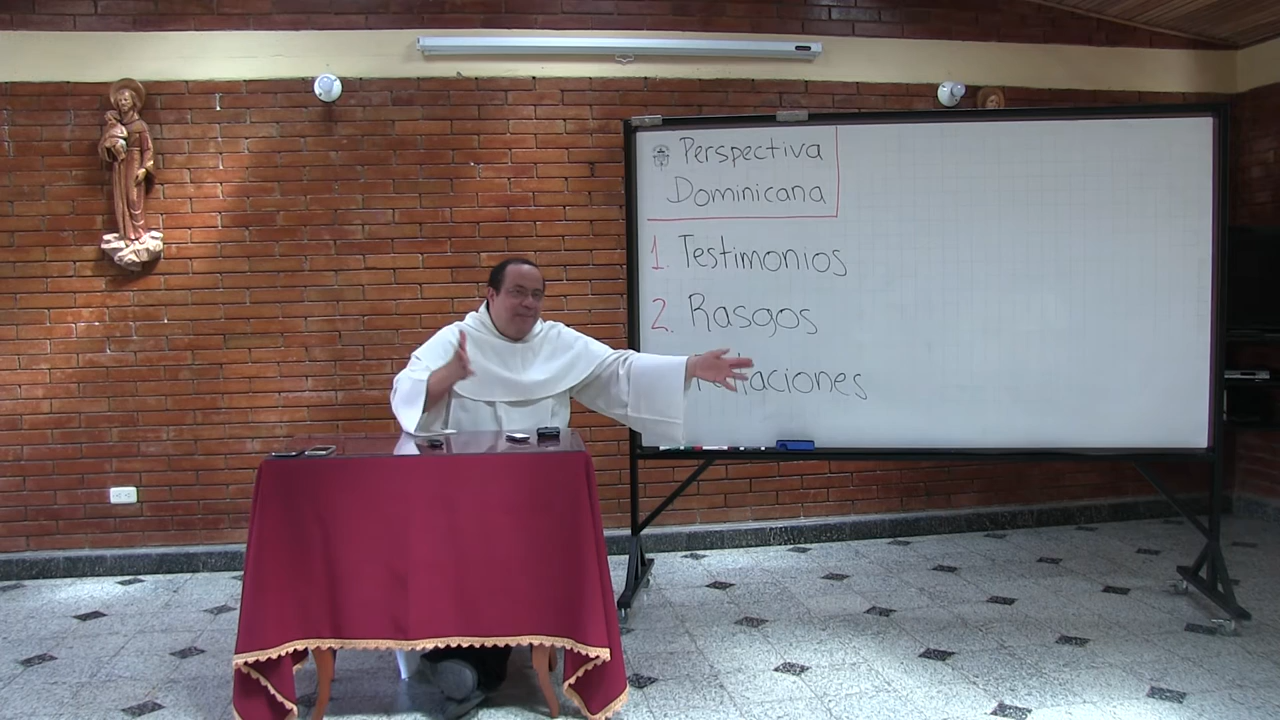 Perspectiva
Dominicana
1. Testimonios
2. Rasgos